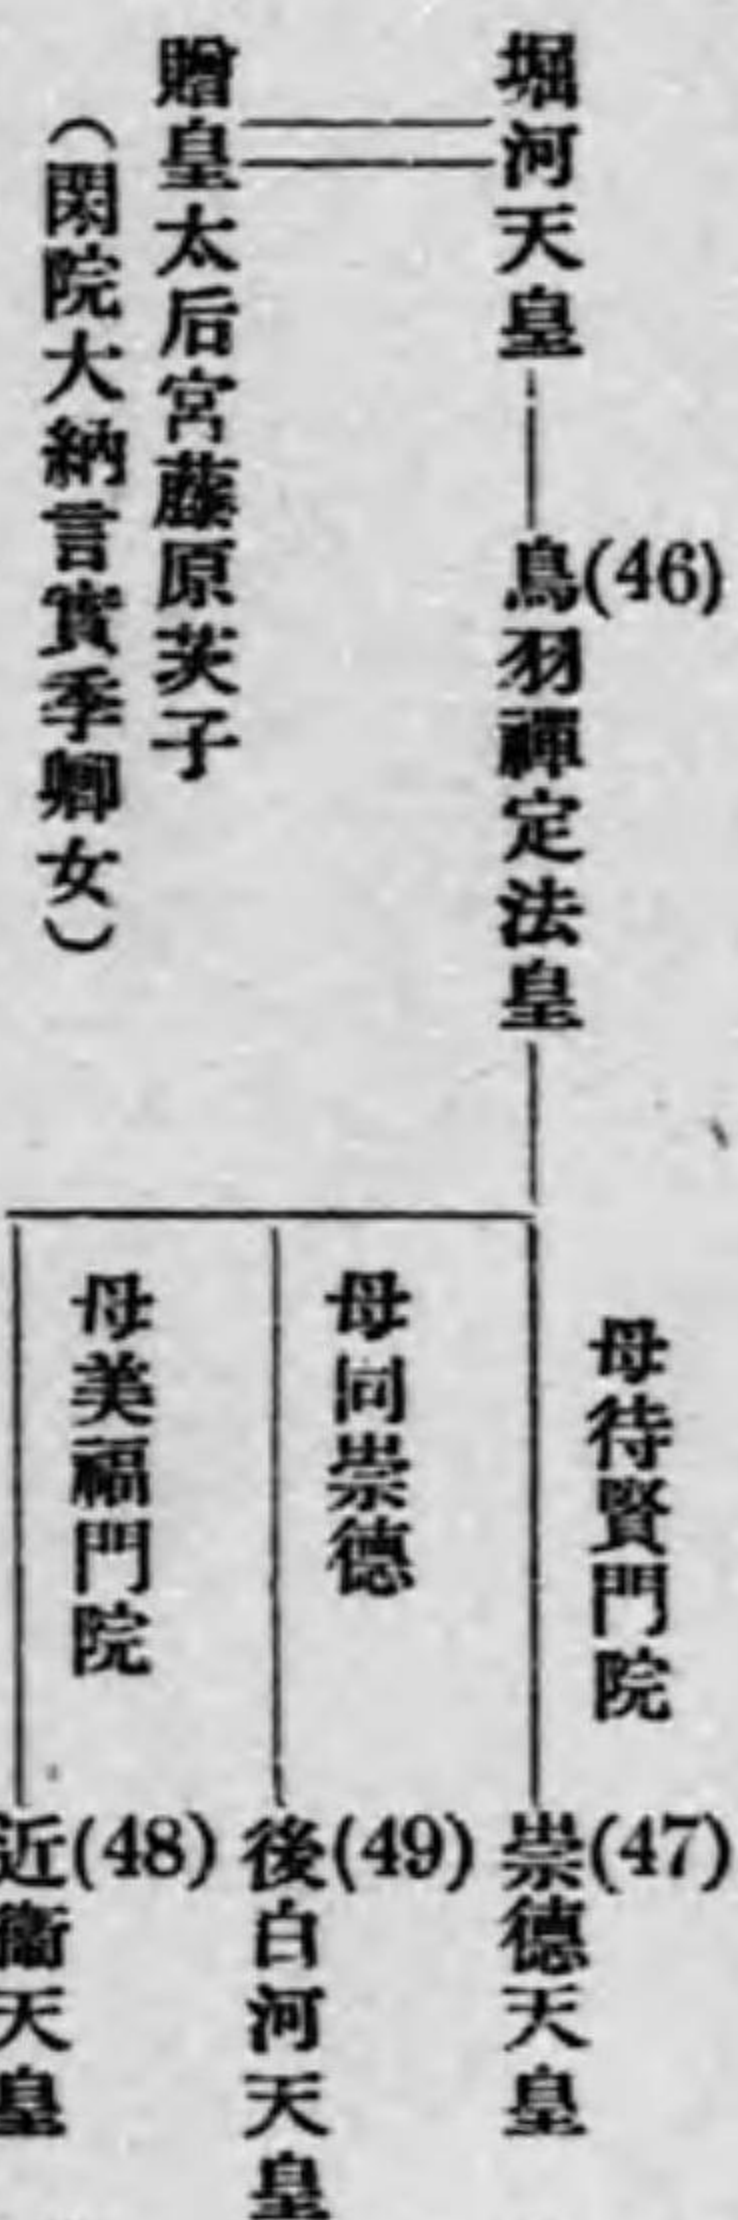 堀河天皇
(46)
鳥羽禪定法皇
贈皇太后宮藤原茨子
(閑院大納言實季卿女)
母待賢門院
(47)
崇德天皇
母同崇德
(49)
後白河天皇
母美福門院
(48)
近衞天皇